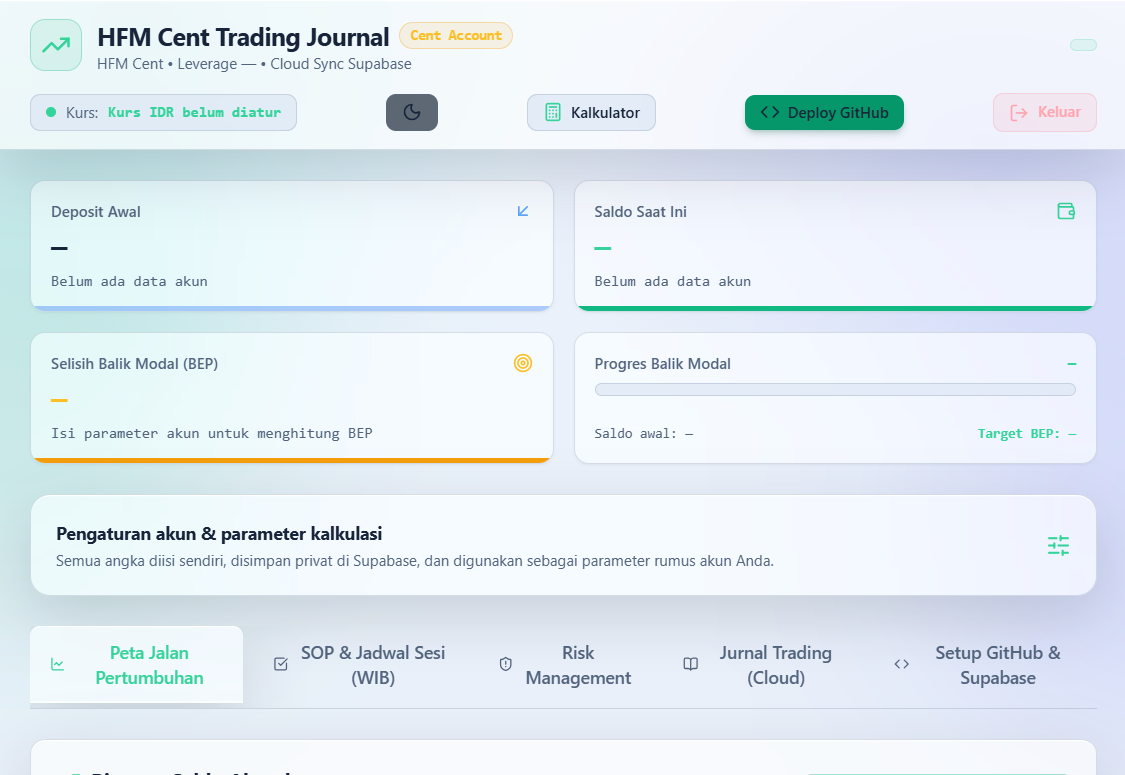 HFM Cent Trading Journal
Cent Account
HFM Cent • Leverage — • Cloud Sync Supabase
Kurs: Kurs IDR belum diatur
Kalkulator
Deploy GitHub
Keluar
Deposit Awal
—
Belum ada data akun
Saldo Saat Ini
—
Belum ada data akun
Selisih Balik Modal (BEP)
—
Isi parameter akun untuk menghitung BEP
Progres Balik Modal
—
Saldo awal: —
Target BEP: —
Pengaturan akun & parameter kalkulasi
Semua angka diisi sendiri, disimpan privat di Supabase, dan digunakan sebagai parameter rumus akun Anda.
Peta Jalan
Pertumbuhan
SOP & Jadwal Sesi
(WIB)
Risk
Management
Jurnal Trading
(Cloud)
Setup GitHub &
Supabase